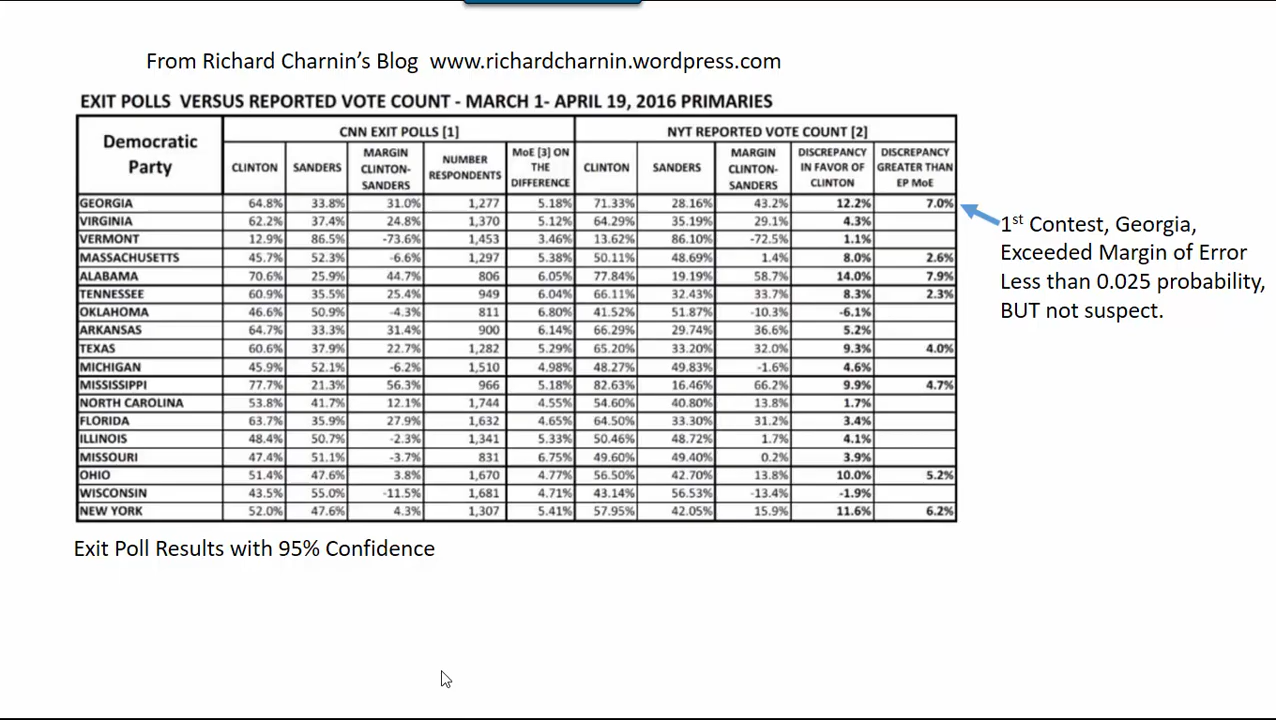 From Richard Charnin's Blog www.richardcharnin.wordpress.com
EXIT POLLS VERSUS REPORTED VOTE COUNT - MARCH 1- APRIL 19, 2016 PRIMARIES
Democratic Party
CNN EXIT POLLS [1] NYT REPORTED VOTE COUNT [2]
CLINTON SANDERS MARGIN CLINTON-SANDERS NUMBER RESPONDENTS MoE [3] ON THE DIFFERENCE CLINTON SANDERS MARGIN CLINTON-SANDERS DISCREPANCY IN FAVOR OF CLINTON DISCREPANCY GREATER THAN EP MoE
GEORGIA 64.8% 33.8% 31.0% 1,277 5.18% 71.33% 28.16% 43.2% 12.2% 7.0%
VIRGINIA 62.2% 37.4% 24.8% 1,370 5.12% 64.29% 35.19% 29.1% 4.3%
VERMONT 12.9% 86.5% -73.6% 1,453 3.46% 13.62% 86.10% -72.5% 1.1%
MASSACHUSETTS 45.7% 52.3% -6.6% 1,297 5.38% 50.11% 48.69% 1.4% 8.0% 2.6%
ALABAMA 70.6% 25.9% 44.7% 806 6.05% 77.84% 19.19% 58.7% 14.0% 7.9%
TENNESSEE 60.9% 35.5% 25.4% 949 6.04% 66.11% 32.43% 33.7% 8.3% 2.3%
OKLAHOMA 46.6% 50.9% -4.3% 811 6.80% 41.52% 51.87% -10.3% -6.1%
ARKANSAS 64.7% 33.3% 31.4% 900 6.14% 66.29% 29.74% 36.6% 5.2%
TEXAS 60.6% 37.9% 22.7% 1,282 5.29% 65.20% 33.20% 32.0% 9.3% 4.0%
MICHIGAN 45.9% 52.1% -6.2% 1,510 4.98% 48.27% 49.83% -1.6% 4.6%
MISSISSIPPI 77.7% 21.3% 56.3% 966 5.18% 82.63% 16.46% 66.2% 9.9% 4.7%
NORTH CAROLINA 53.8% 41.7% 12.1% 1,744 4.55% 54.60% 40.80% 13.8% 1.7%
FLORIDA 63.7% 35.9% 27.9% 1,632 4.65% 64.50% 33.30% 31.2% 3.4%
ILLINOIS 48.4% 50.7% -2.3% 1,341 5.33% 50.46% 48.72% 1.7% 4.1%
MISSOURI 47.4% 51.1% -3.7% 831 6.75% 49.60% 49.40% 0.2% 3.9%
OHIO 51.4% 47.6% 3.8% 1,670 4.77% 56.50% 42.70% 13.8% 10.0% 5.2%
WISCONSIN 43.5% 55.0% -11.5% 1,681 4.71% 43.14% 56.53% -13.4% -1.9%
NEW YORK 52.0% 47.6% 4.3% 1,307 5.41% 57.95% 42.05% 15.9% 11.6% 6.2%
1st Contest, Georgia,
Exceeded Margin of Error
Less than 0.025 probability,
BUT not suspect.
Exit Poll Results with 95% Confidence